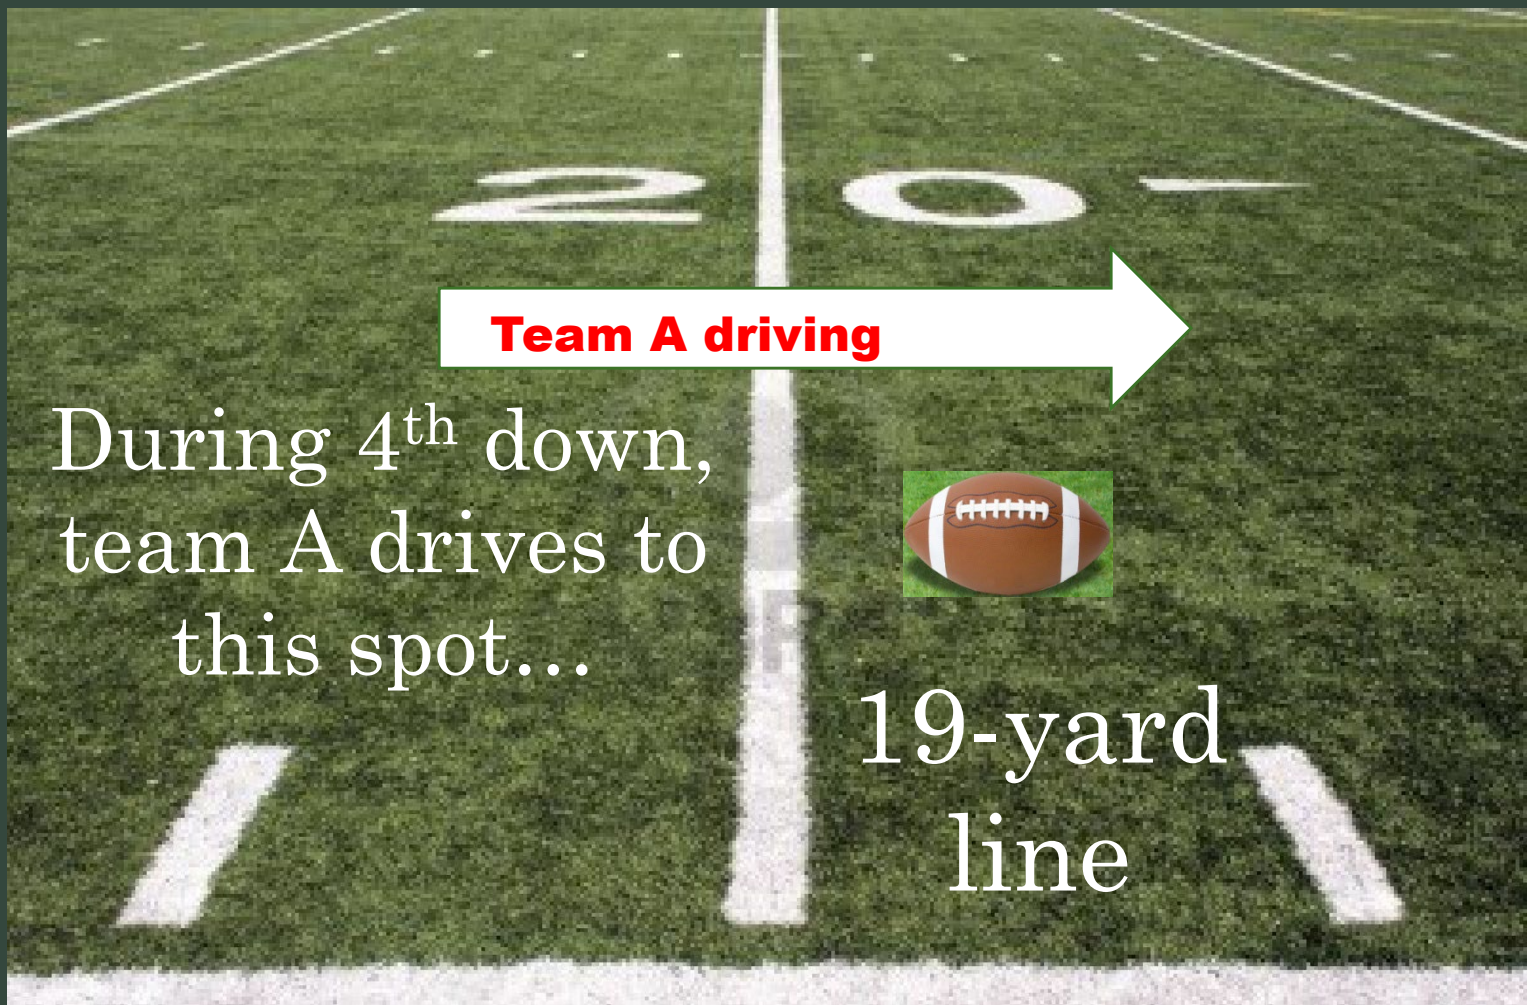 20
Team A driving
During 4th down,
team A drives to
this spot...
19-yard
line